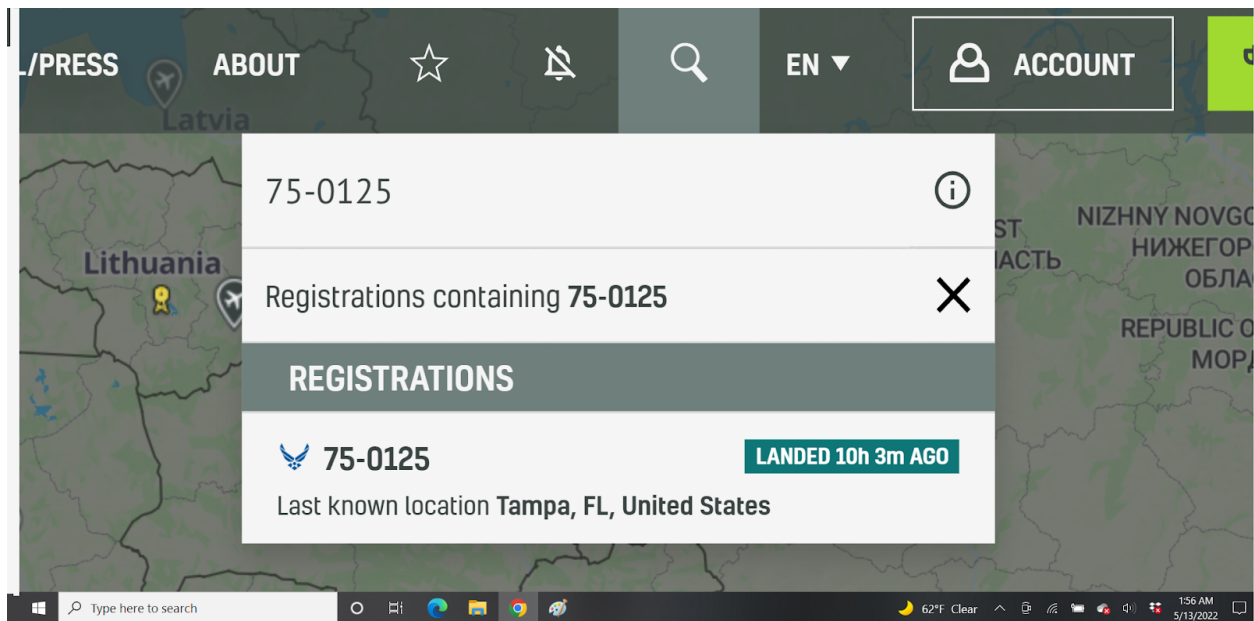 L/PRESS ABOUT EN ▼ ACCOUNT
Latvia
75-0125
Lithuania
Registrations containing 75-0125
NIZHNY NOVGO
НИЖЕГОР
ОБЛА
ST
ЛАСТЬ
REPUBLIC O
МОРД
REGISTRATIONS
75-0125 LANDED 10h 3m AGO
Last known location Tampa, FL, United States
Type here to search 62°F Clear 1:56 AM
5/13/2022